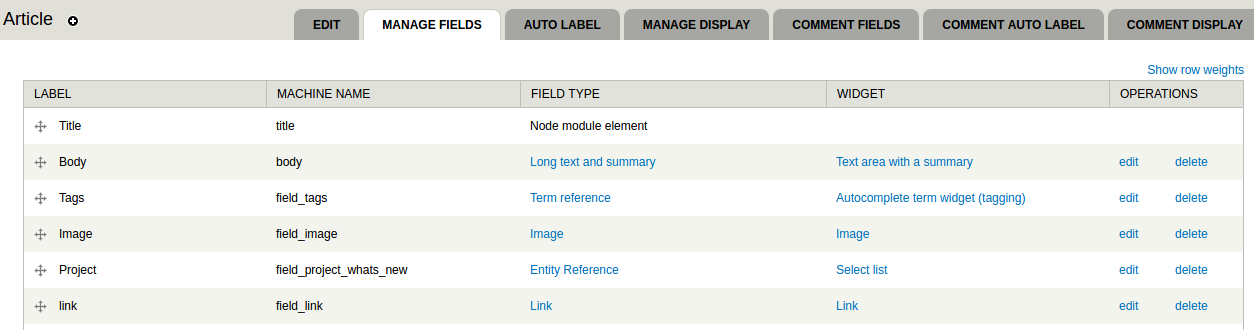 Article
EDIT MANAGE FIELDS AUTO LABEL MANAGE DISPLAY COMMENT FIELDS COMMENT AUTO LABEL COMMENT DISPLAY
Show row weights
LABEL MACHINE NAME FIELD TYPE WIDGET OPERATIONS
Title title Node module element
Body body Long text and summary Text area with a summary edit delete
Tags field_tags Term reference Autocomplete term widget (tagging) edit delete
Image field_image Image Image edit delete
Project field_project_whats_new Entity Reference Select list edit delete
link field_link Link Link edit delete